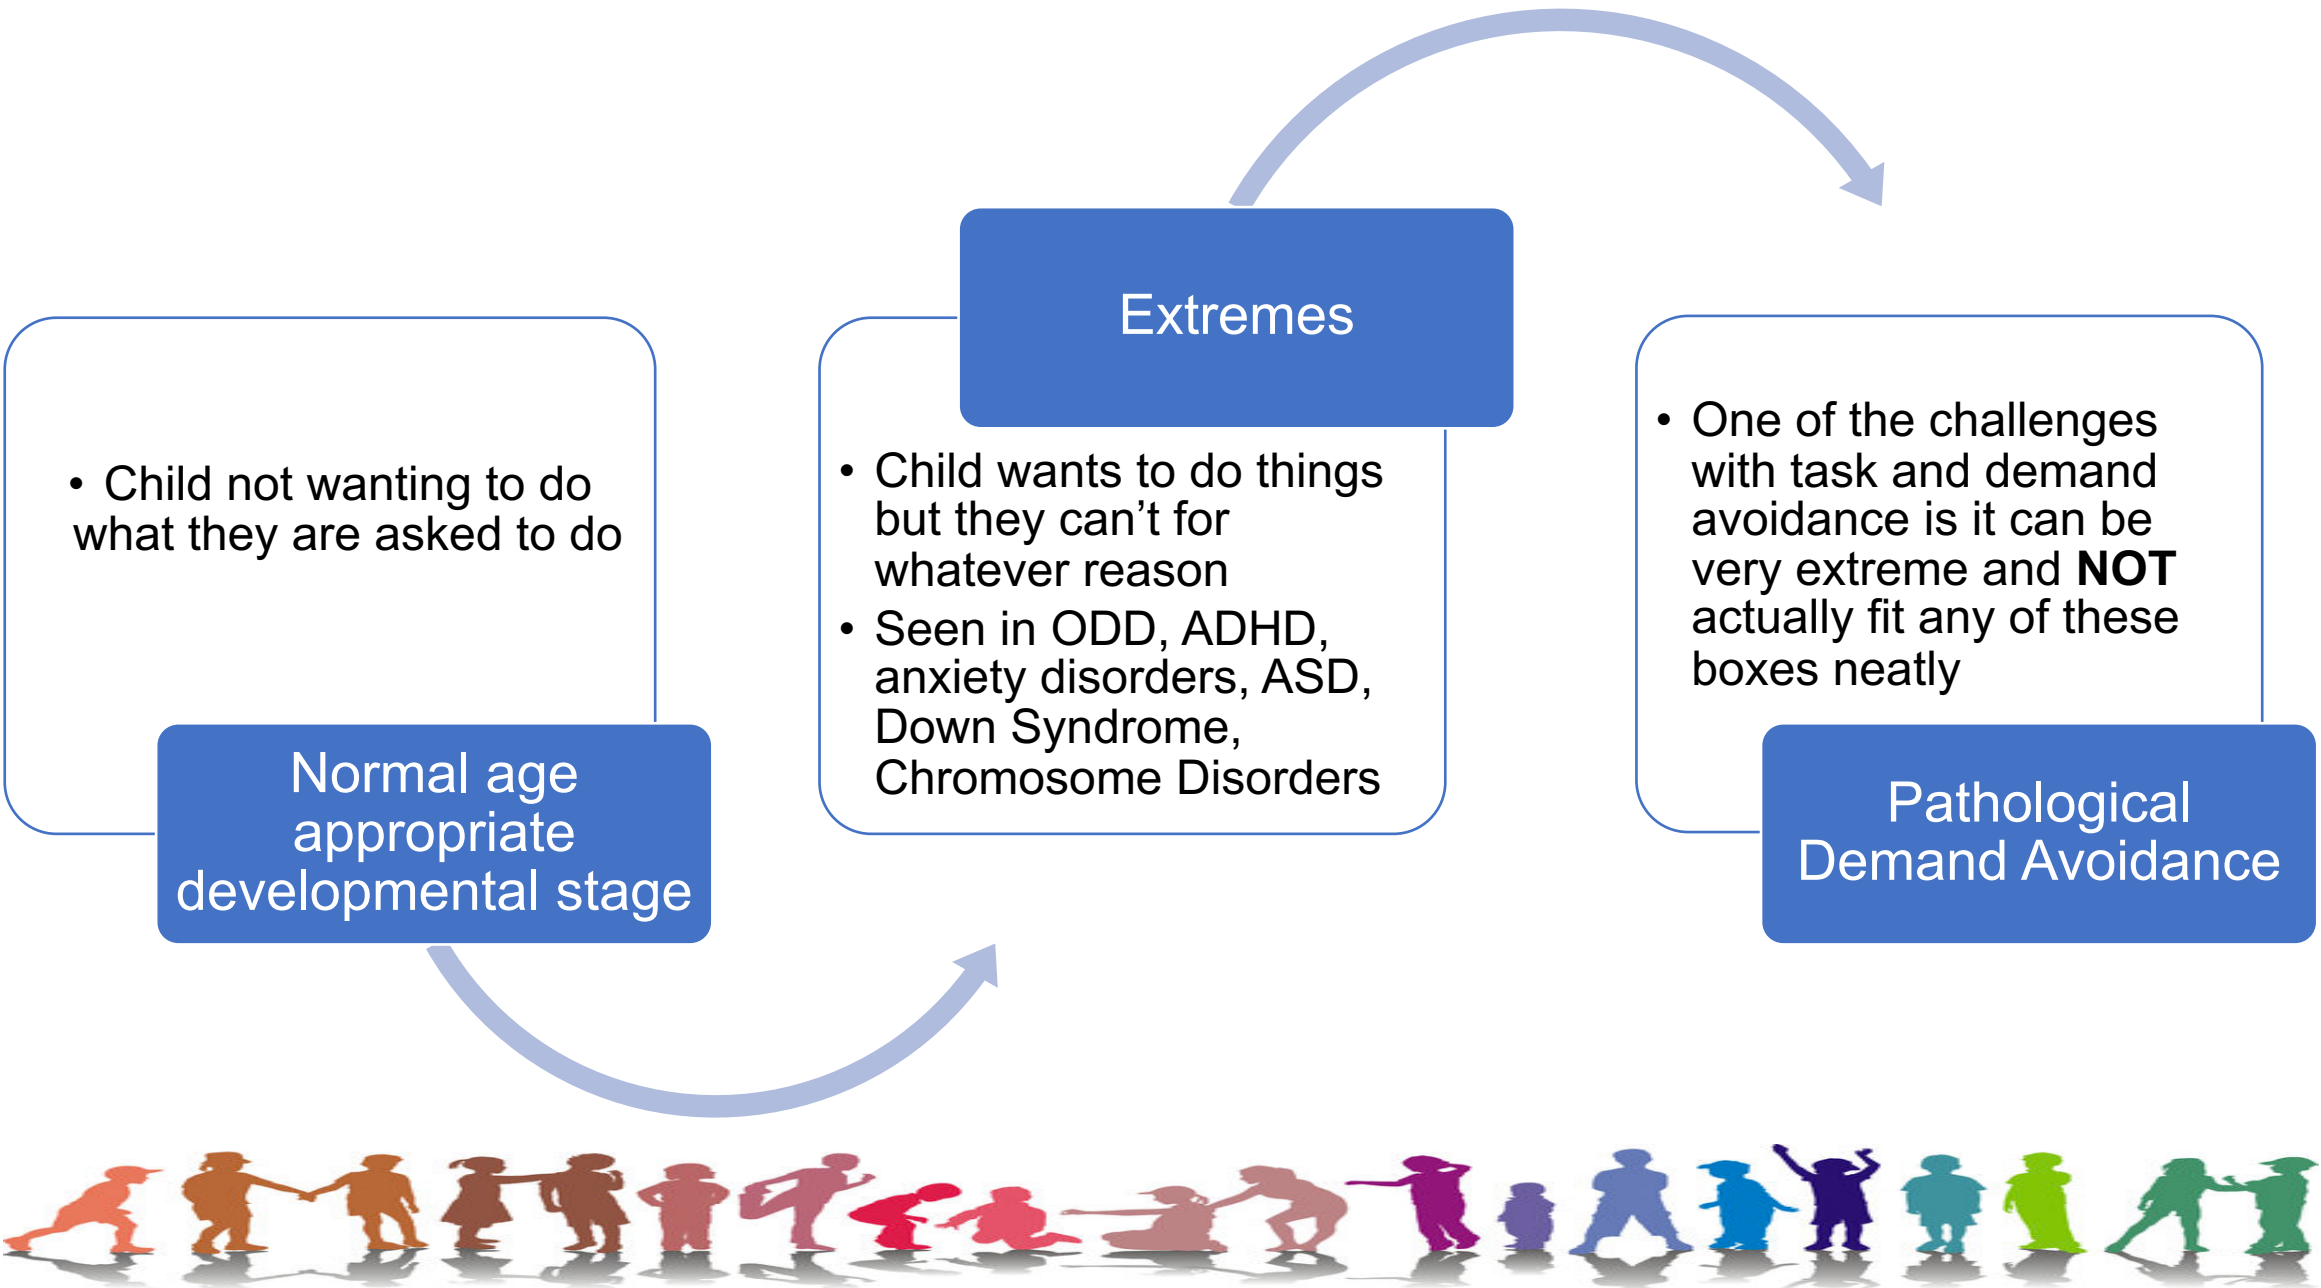 • Child not wanting to do
what they are asked to do
Normal age
appropriate
developmental stage
Extremes
• Child wants to do things
but they can’t for
whatever reason
• Seen in ODD, ADHD,
anxiety disorders, ASD,
Down Syndrome,
Chromosome Disorders
• One of the challenges
with task and demand
avoidance is it can be
very extreme and NOT
actually fit any of these
boxes neatly
Pathological
Demand Avoidance